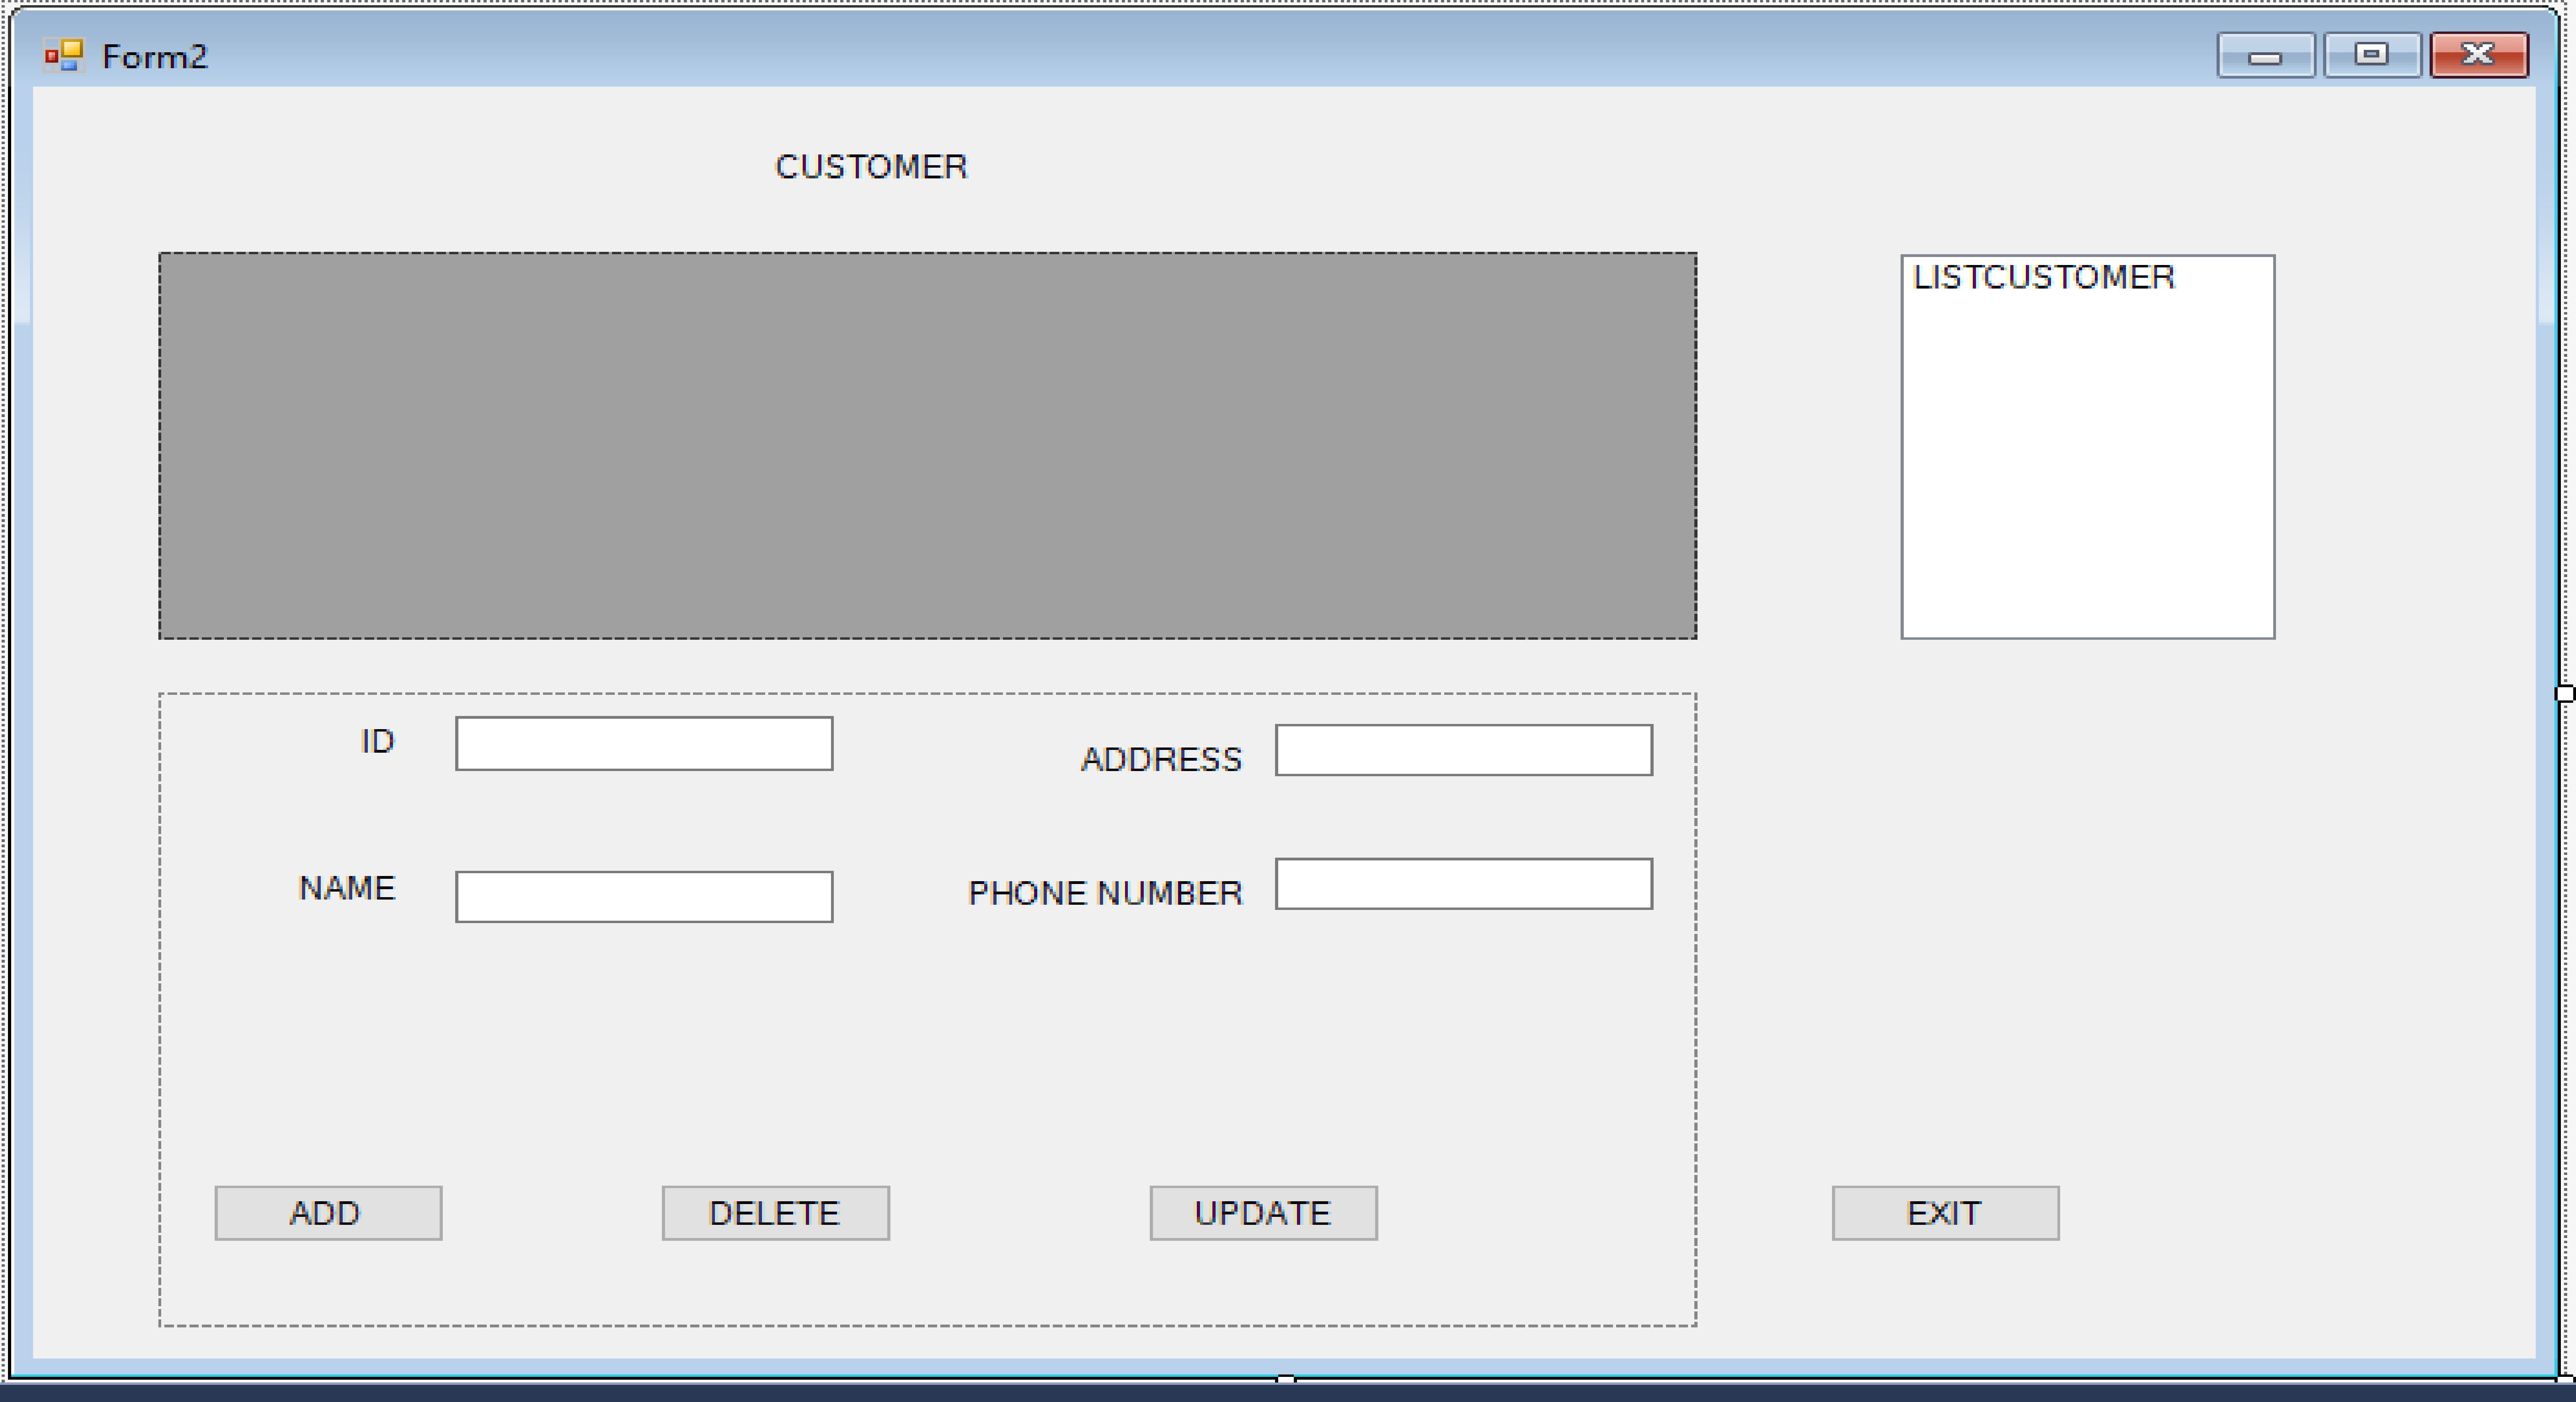 Form2
CUSTOMER
LISTCUSTOMER
ID
ADDRESS
NAME
PHONE NUMBER
ADD
DELETE
UPDATE
EXIT